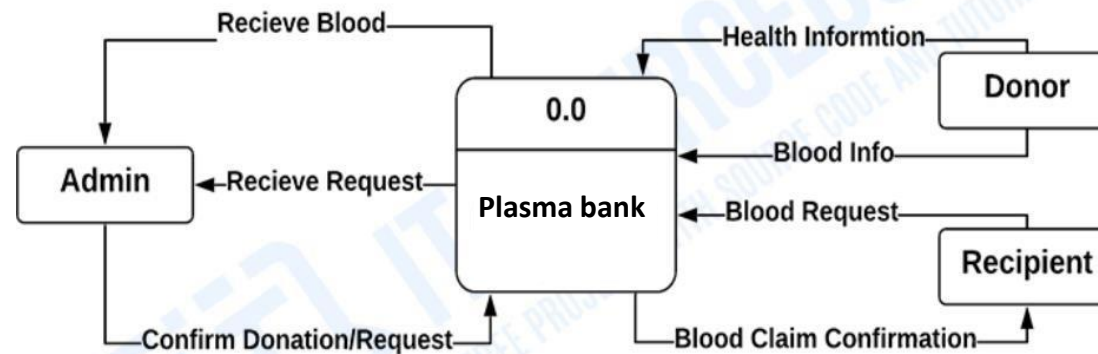 Recieve Blood
Health Informtion
Donor
0.0
Blood Info
Admin
Recieve Request
Plasma bank
Blood Request
Recipient
Confirm Donation/Request
Blood Claim Confirmation